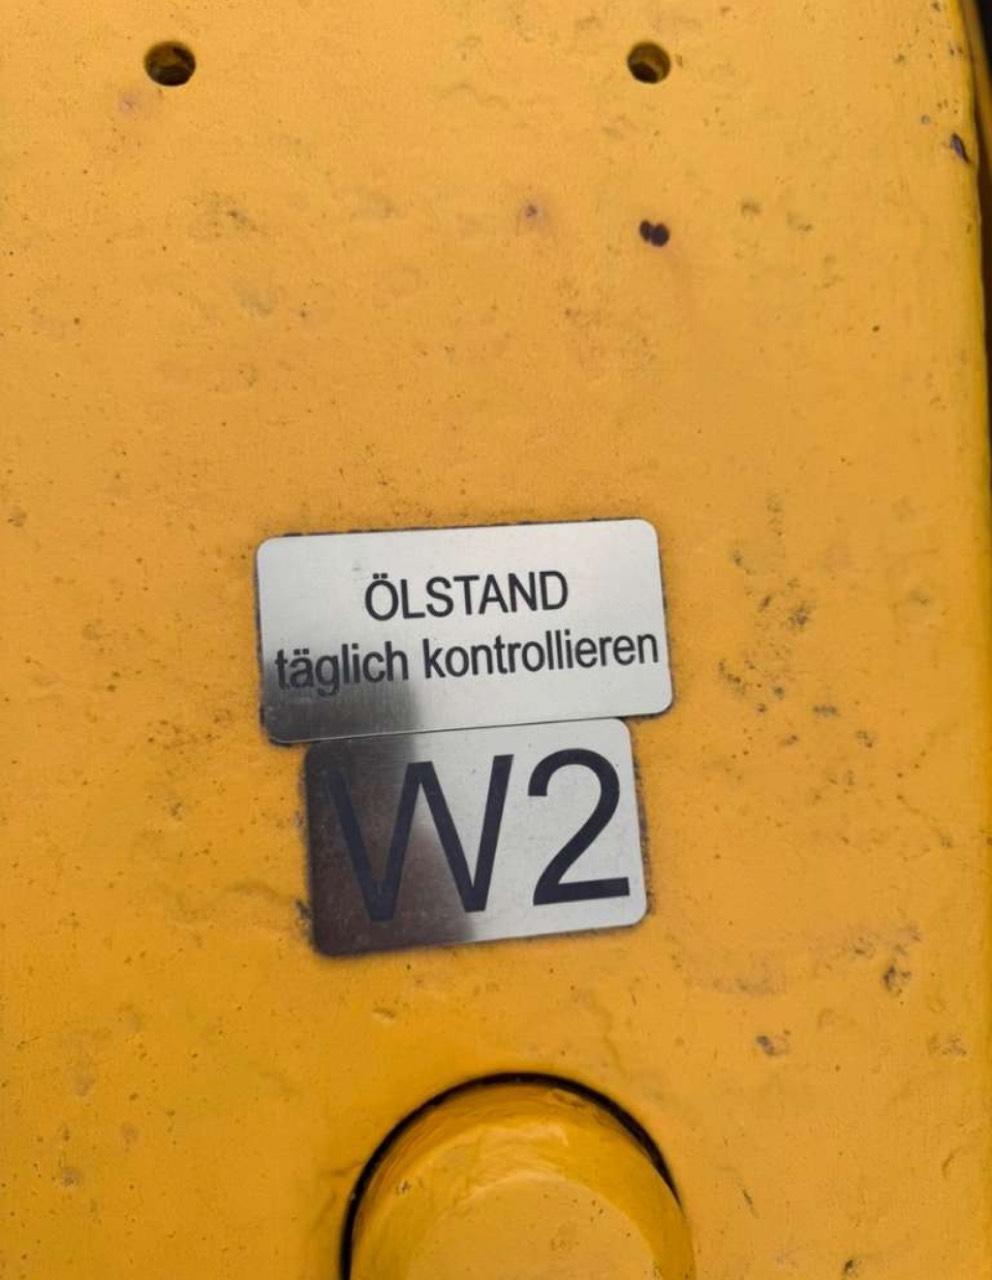 ÖLSTAND
täglich kontrollieren
W2